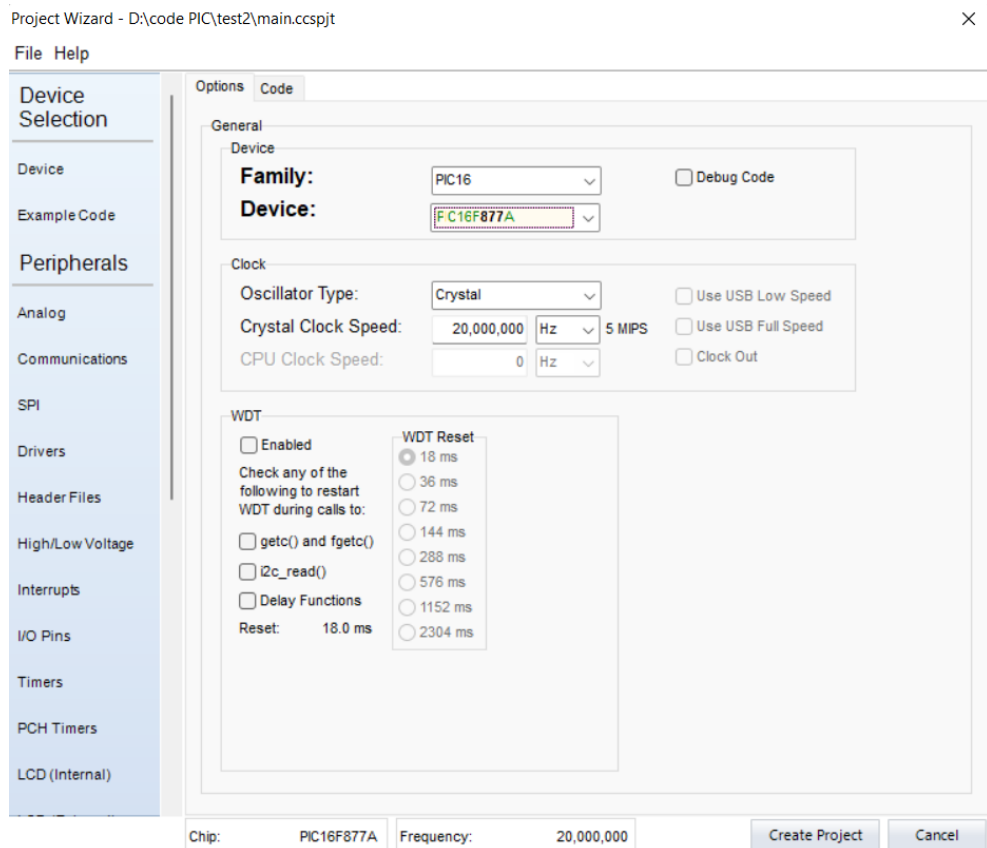 Project Wizard - D:\code PIC\test2\main.ccspjt
File Help
Device
Selection
Device
Example Code
Peripherals
Analog
Communications
SPI
Drivers
Header Files
High/Low Voltage
Interrupts
I/O Pins
Timers
PCH Timers
LCD (Internal)
Options Code
General
Device
Family: PIC16 Debug Code
Device: PIC16F877A
Clock
Oscillator Type: Crystal Use USB Low Speed
Crystal Clock Speed: 20,000,000 Hz 5 MIPS Use USB Full Speed
CPU Clock Speed: 0 Hz Clock Out
WDT
Enabled
Check any of the
following to restart
WDT during calls to:
getc() and fgetc()
i2c_read()
Delay Functions
Reset: 18.0 ms
WDT Reset
18 ms
36 ms
72 ms
144 ms
288 ms
576 ms
1152 ms
2304 ms
Chip: PIC16F877A Frequency: 20,000,000 Create Project Cancel